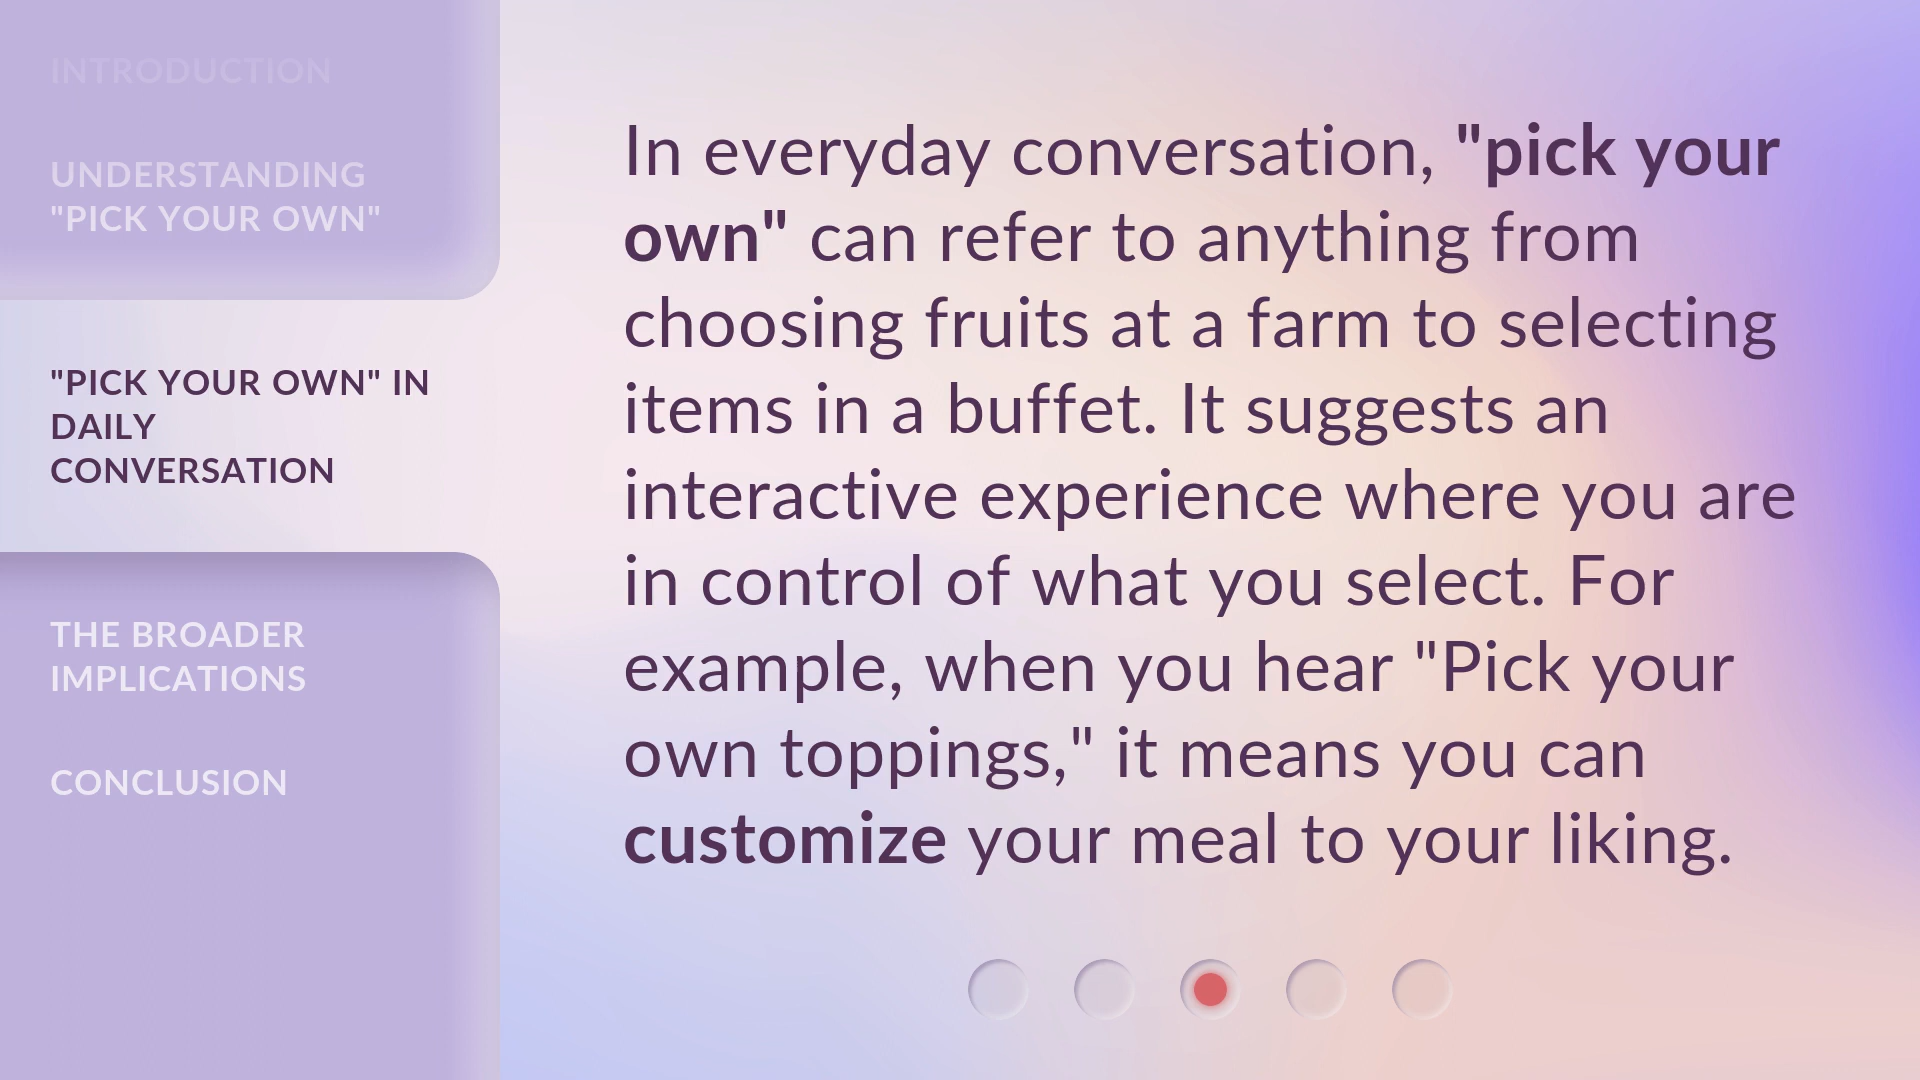 INTRODUCTION
UNDERSTANDING
"PICK YOUR OWN"
"PICK YOUR OWN" IN
DAILY
CONVERSATION
THE BROADER
IMPLICATIONS
CONCLUSION
In everyday conversation, "pick your
own" can refer to anything from
choosing fruits at a farm to selecting
items in a buffet. It suggests an
interactive experience where you are
in control of what you select. For
example, when you hear "Pick your
own toppings," it means you can
customize your meal to your liking.